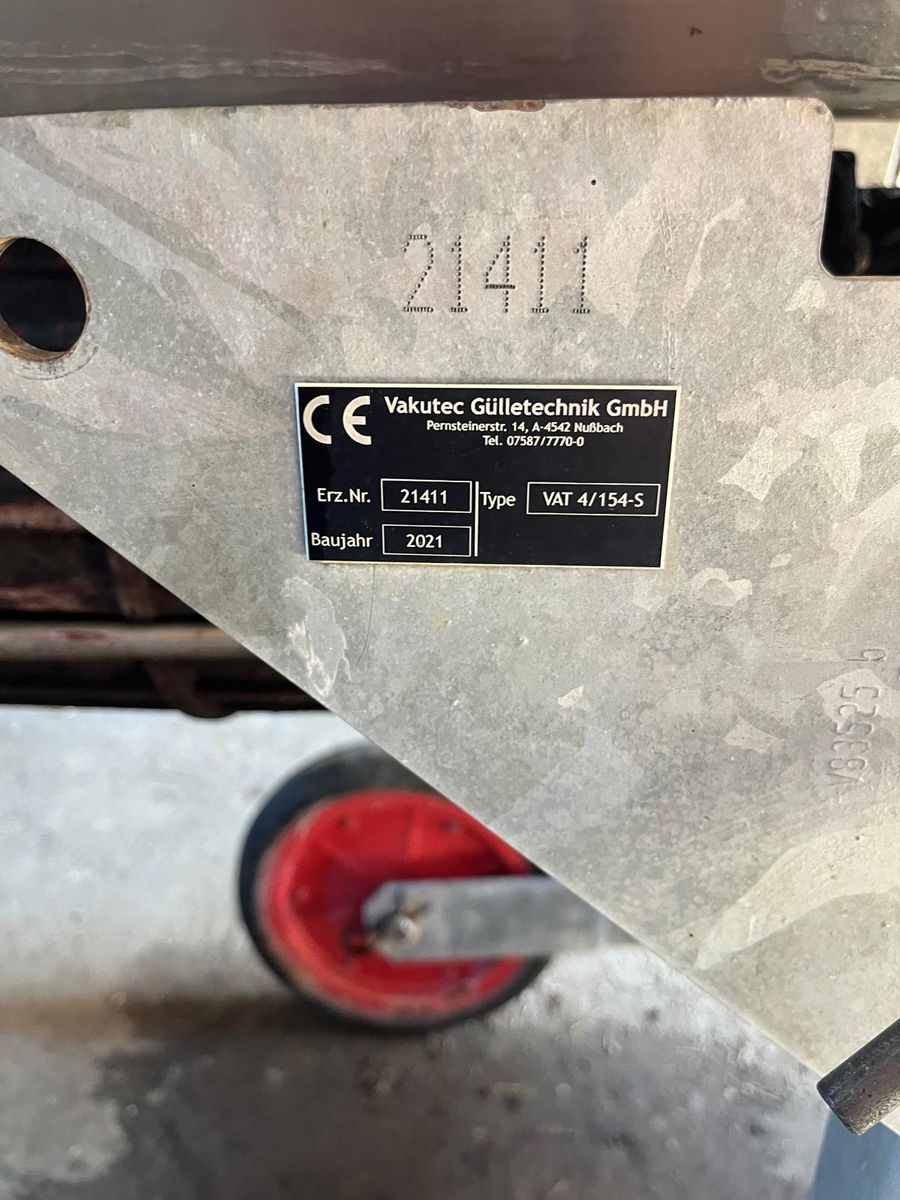 21411
CE Vakutec Gülletechnik GmbH
Pernsteinerstr. 14, A-4542 Nußbach
Tel. 07587/7770-0
Erz.Nr. 21411 Type VAT 4/154-S
Baujahr 2021
V83525 b